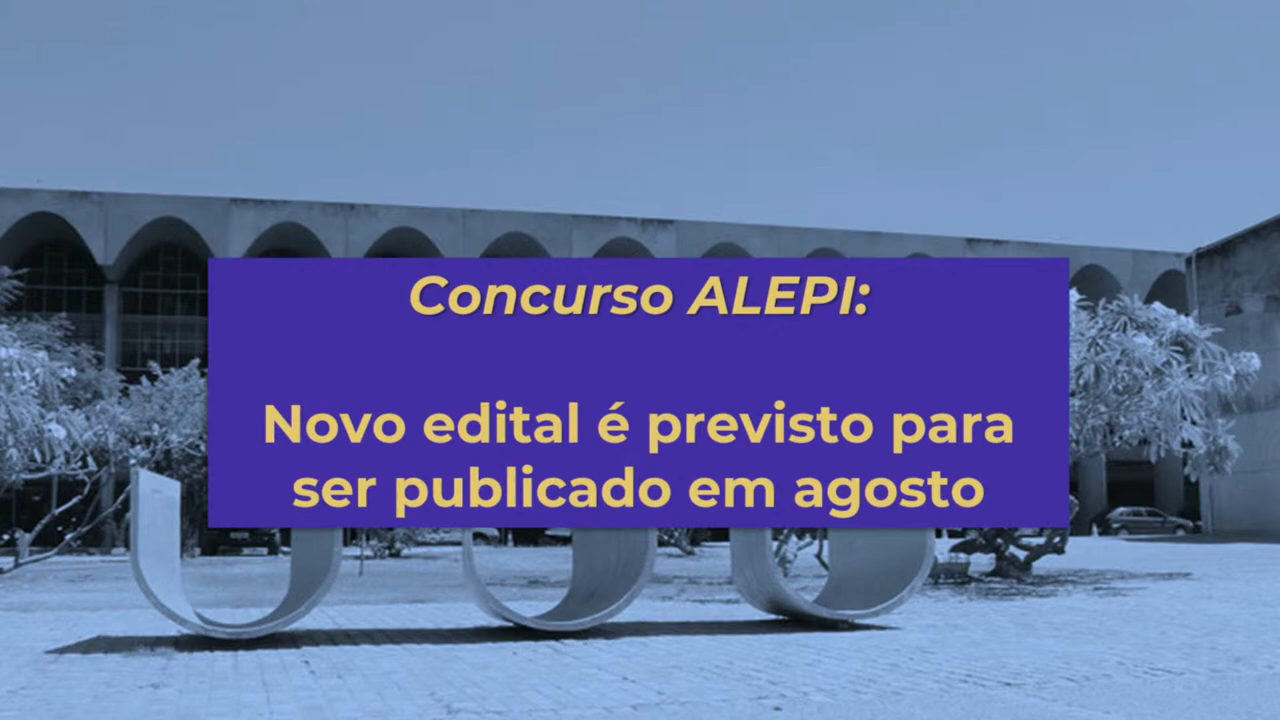 Concurso ALEPI:
Novo edital é previsto para
ser publicado em agosto